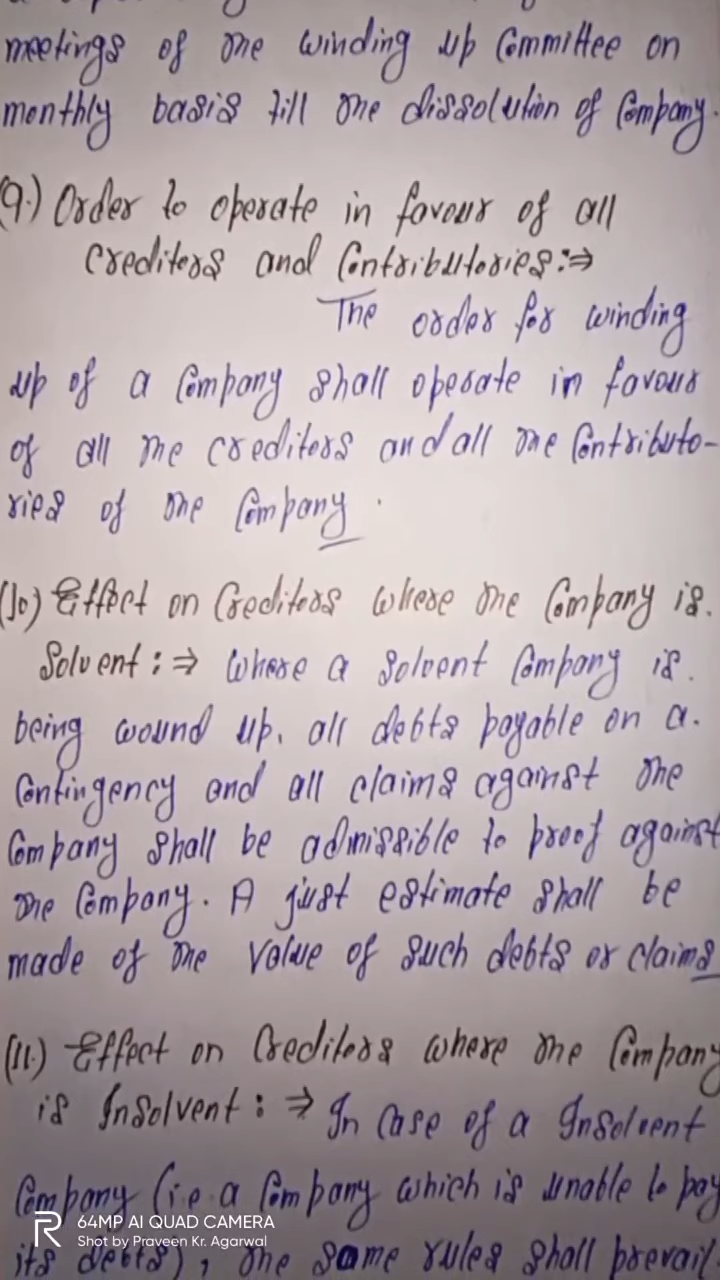 meetings of the winding up Committee on
monthly basis till the dissolution of Company.
(9.) Order to operate in favour of all
Creditors and Contributories:⇒
The order for winding
up of a Company shall operate in favour
of all the creditors and all the Contributo-
ries of the Company.
(10) Effect on Creditors where the Company is.
Solvent:⇒ where a solvent Company is.
being wound up, all debts payable on a.
Contingency and all claims against the
Company shall be admissible to proof against
the Company. A just estimate shall be
made of the value of such debts or claims
(11.) Effect on Creditors where the Company
is Insolvent:⇒ In Case of a Insolvent
Company (i.e. a Company which is unable to pay
its debts), the same rules shall prevail
64MP AI QUAD CAMERA
Shot by Praveen Kr. Agarwal